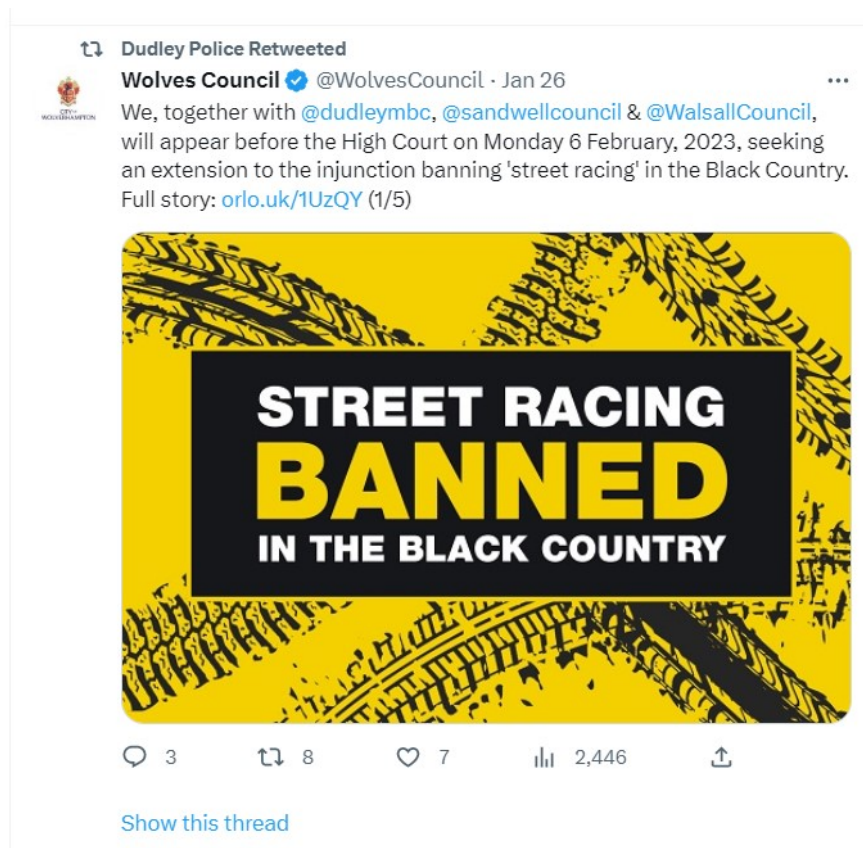 Dudley Police Retweeted
Wolves Council @WolvesCouncil · Jan 26
We, together with @dudleymbc, @sandwellcouncil & @WalsallCouncil,
will appear before the High Court on Monday 6 February, 2023, seeking
an extension to the injunction banning 'street racing' in the Black Country.
Full story: orlo.uk/1UzQY (1/5)
CITY OF
WOLVERHAMPTON
STREET RACING
BANNED
IN THE BLACK COUNTRY
3 8 7 2,446
Show this thread